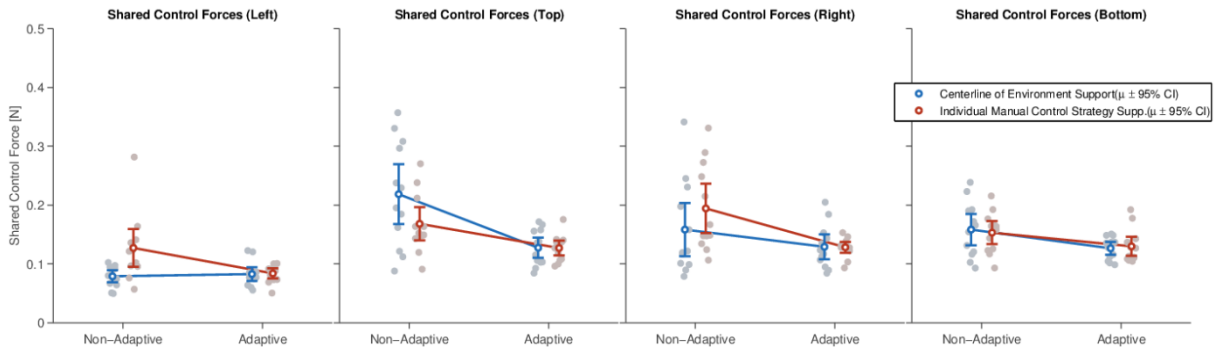 Shared Control Forces (Left)
Shared Control Forces (Top)
Shared Control Forces (Right)
Shared Control Forces (Bottom)
Shared Control Force [N]
0.5
0.4
0.3
0.2
0.1
0
Centerline of Environment Support(μ ± 95% CI)
Individual Manual Control Strategy Supp.(μ ± 95% CI)
Non−Adaptive
Adaptive
Non−Adaptive
Adaptive
Non−Adaptive
Adaptive
Non−Adaptive
Adaptive